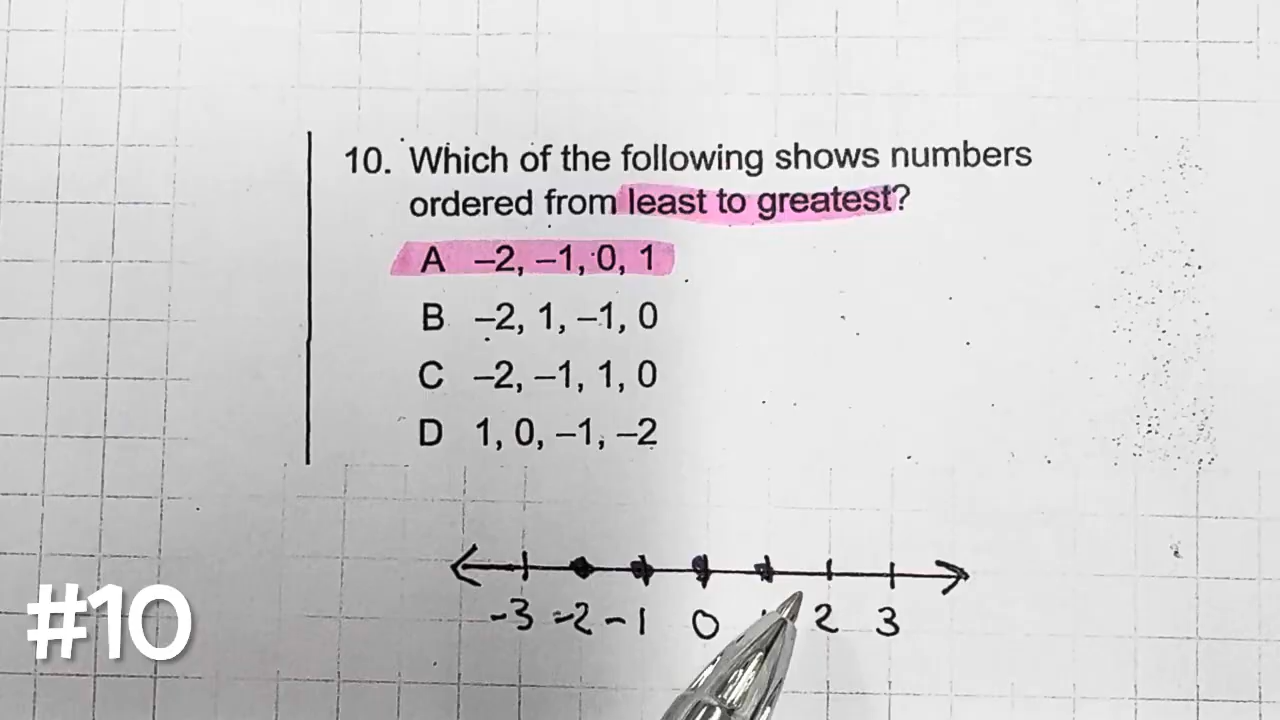 10. Which of the following shows numbers
ordered from least to greatest?
A –2, –1, 0, 1
B –2, 1, –1, 0
C –2, –1, 1, 0
D 1, 0, –1, –2
-3 -2 -1 0 2 3
#10